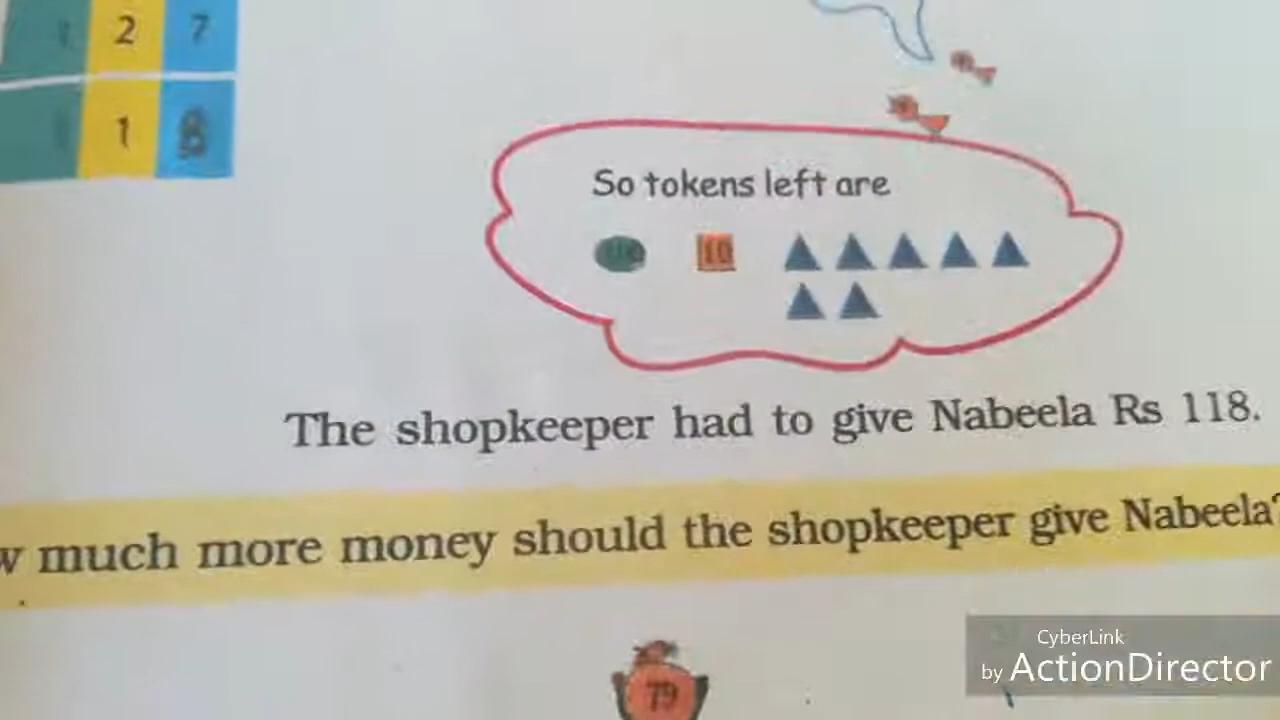 1 2 7
1 8
So tokens left are
10
The shopkeeper had to give Nabeela Rs 118.
w much more money should the shopkeeper give Nabeela?
79
CyberLink
by ActionDirector